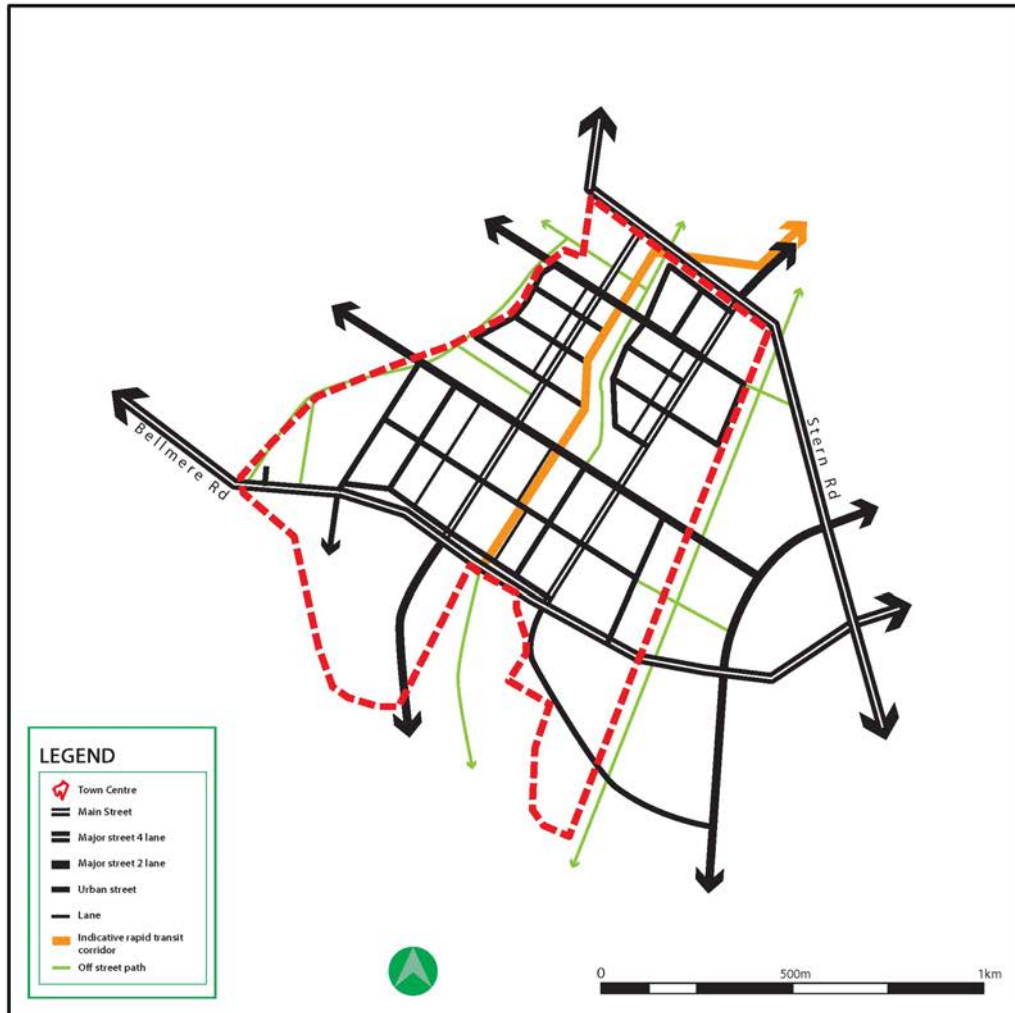 Bellmere Rd
Stern Rd
LEGEND
Town Centre
Main Street
Major street 4 lane
Major street 2 lane
Urban street
Lane
Indicative rapid transit
corridor
Off street path
0
500m
1km